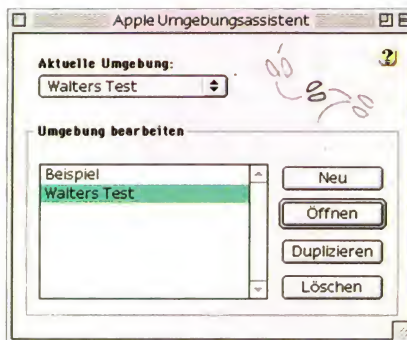 Apple Umgebungsassistent
Aktuelle Umgebung:
Walters Test
Umgebung bearbeiten
Beispiel
Walters Test
Neu
Öffnen
Duplizieren
Löschen
?